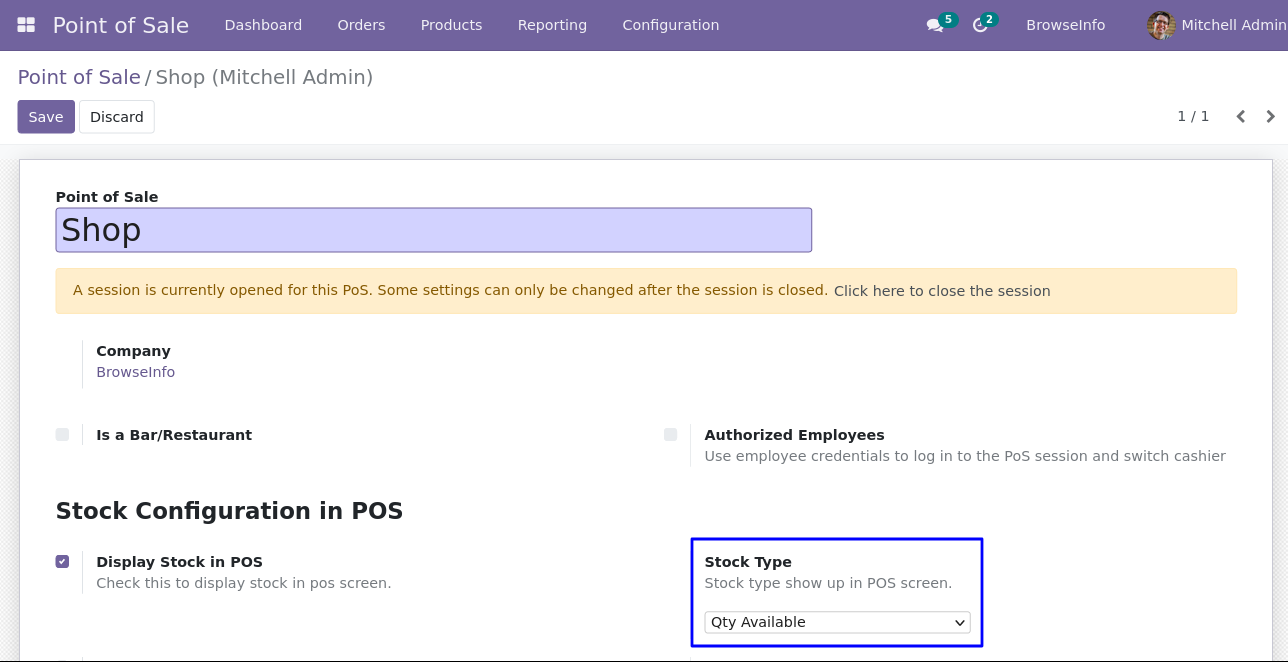 Point of Sale Dashboard Orders Products Reporting Configuration 5 2 BrowseInfo Mitchell Admin
Point of Sale / Shop (Mitchell Admin)
Save Discard 1 / 1
Point of Sale
Shop
A session is currently opened for this PoS. Some settings can only be changed after the session is closed. Click here to close the session
Company
BrowseInfo
Is a Bar/Restaurant
Authorized Employees
Use employee credentials to log in to the PoS session and switch cashier
Stock Configuration in POS
Display Stock in POS
Check this to display stock in pos screen.
Stock Type
Stock type show up in POS screen.
Qty Available